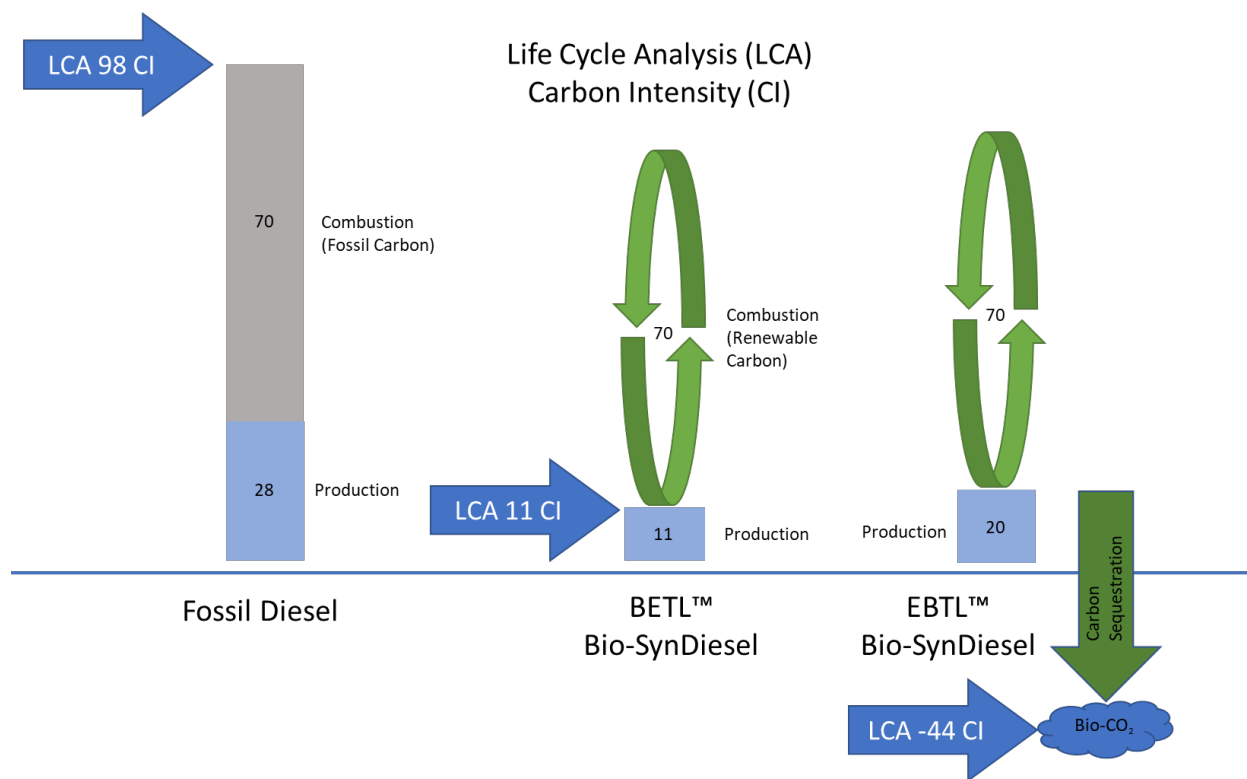 LCA 98 CI
Life Cycle Analysis (LCA)
Carbon Intensity (CI)
70
Combustion
(Fossil Carbon)
28
Production
LCA 11 CI
70
Combustion
(Renewable
Carbon)
11
Production
70
Production
20
Carbon
Sequestration
Fossil Diesel
BETL™
Bio-SynDiesel
EBTL™
Bio-SynDiesel
LCA -44 CI
Bio-CO₂